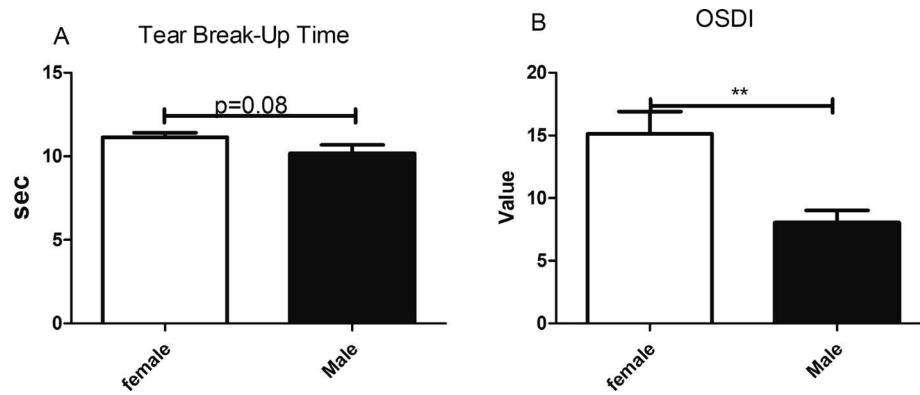 A
Tear Break-Up Time
15
10
5
0
sec
p=0.08
female
Male
B
OSDI
20
15
10
5
0
Value
**
female
Male